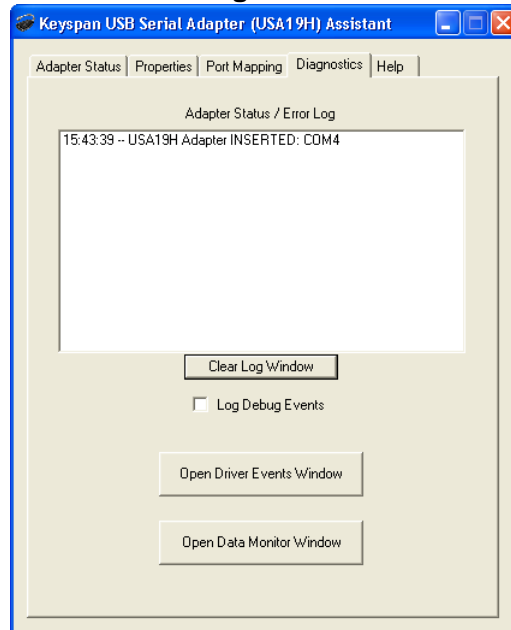 Keyspan USB Serial Adapter (USA19H) Assistant
Adapter Status Properties Port Mapping Diagnostics Help
Adapter Status / Error Log
15:43:39 -- USA19H Adapter INSERTED: COM4
Clear Log Window
Log Debug Events
Open Driver Events Window
Open Data Monitor Window